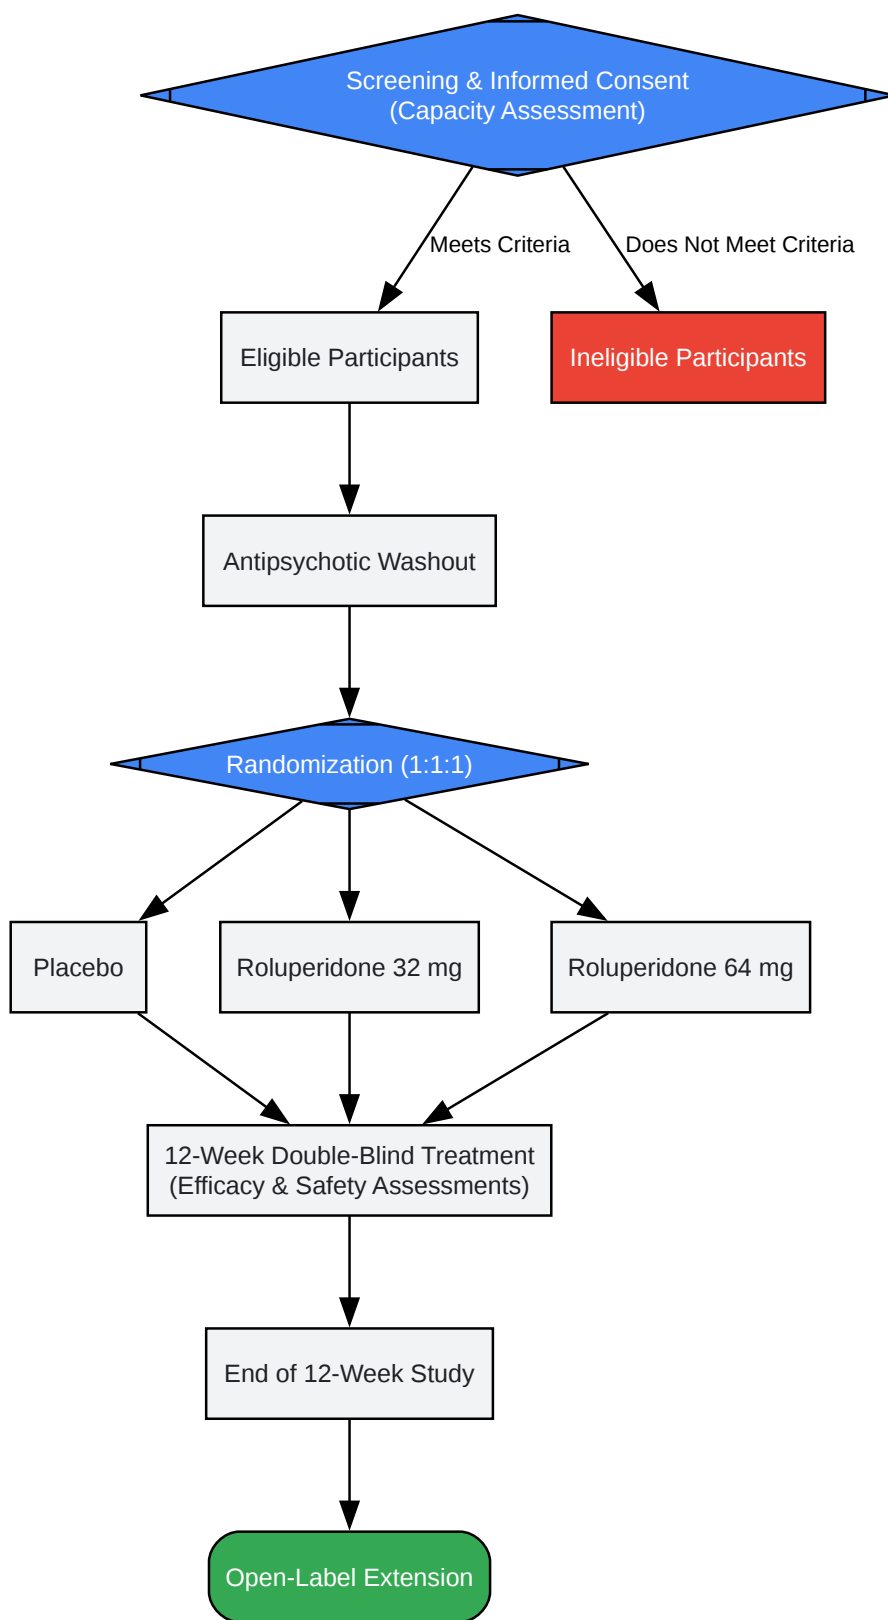 Screening & Informed Consent
(Capacity Assessment)
Meets Criteria
Does Not Meet Criteria
Eligible Participants
Ineligible Participants
Antipsychotic Washout
Randomization (1:1:1)
Placebo
Roluperidone 32 mg
Roluperidone 64 mg
12-Week Double-Blind Treatment
(Efficacy & Safety Assessments)
End of 12-Week Study
Open-Label Extension